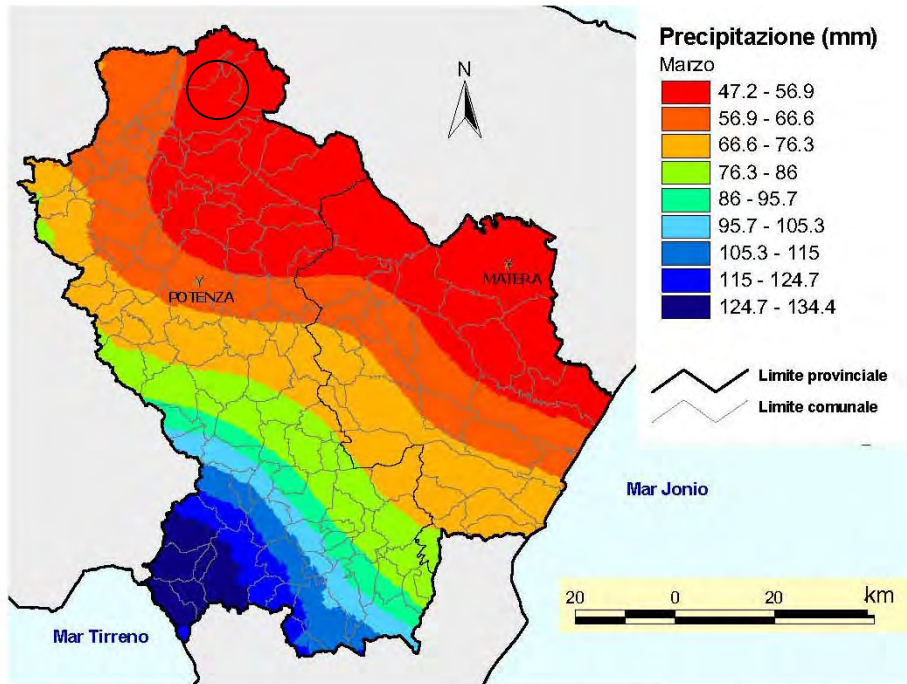 Precipitazione (mm)
Marzo
47.2 - 56.9
56.9 - 66.6
66.6 - 76.3
76.3 - 86
86 - 95.7
95.7 - 105.3
105.3 - 115
115 - 124.7
124.7 - 134.4
Limite provinciale
Limite comunale
N
MATERA
POTENZA
Mar Jonio
Mar Tirreno
20 0 20 km